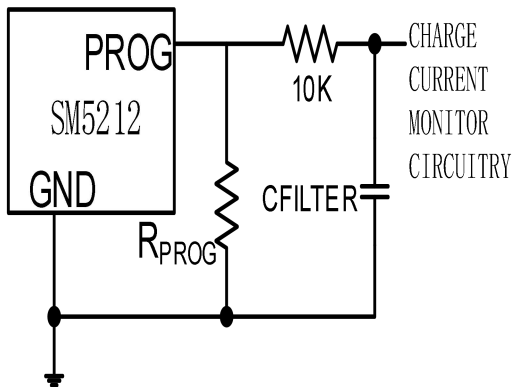 PROG
SM5212
GND
RPROG
10K
CFILTER
CHARGE
CURRENT
MONITOR
CIRCUITRY